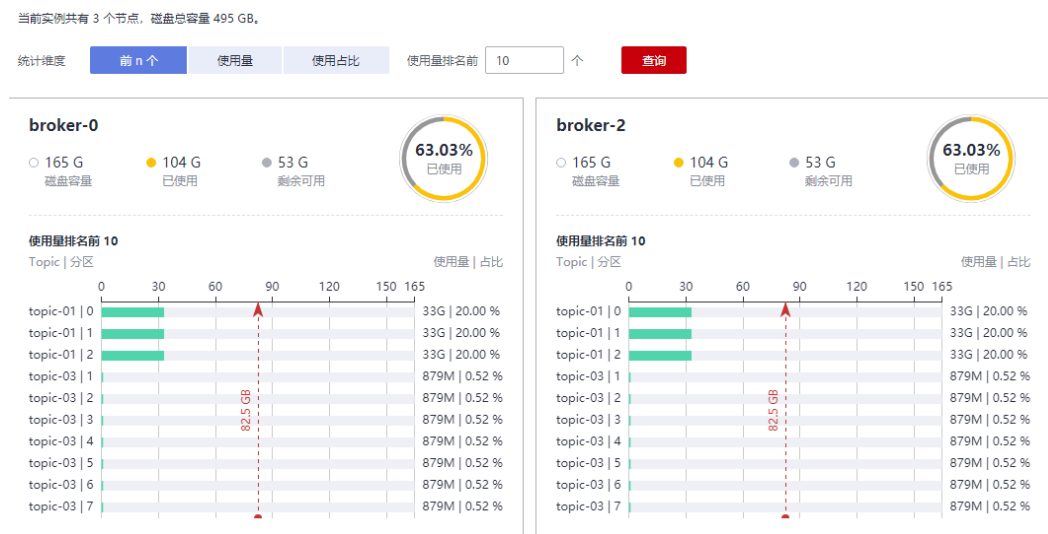 当前实例共有 3 个节点，磁盘总容量 495 GB。
统计维度 前 n 个 使用量 使用占比 使用量排名前 10 个 查询
broker-0
165 G 104 G 53 G
磁盘容量 已使用 剩余可用
63.03%
已使用
使用量排名前 10
Topic | 分区 使用量 | 占比
0 30 60 90 120 150 165
topic-01 | 0 33G | 20.00 %
topic-01 | 1 33G | 20.00 %
topic-01 | 2 33G | 20.00 %
topic-03 | 1 879M | 0.52 %
topic-03 | 2 879M | 0.52 %
topic-03 | 3 879M | 0.52 %
topic-03 | 4 879M | 0.52 %
topic-03 | 5 879M | 0.52 %
topic-03 | 6 879M | 0.52 %
topic-03 | 7 879M | 0.52 %
82.5 GB
broker-2
165 G 104 G 53 G
磁盘容量 已使用 剩余可用
63.03%
已使用
使用量排名前 10
Topic | 分区 使用量 | 占比
0 30 60 90 120 150 165
topic-01 | 0 33G | 20.00 %
topic-01 | 1 33G | 20.00 %
topic-01 | 2 33G | 20.00 %
topic-03 | 1 879M | 0.52 %
topic-03 | 2 879M | 0.52 %
topic-03 | 3 879M | 0.52 %
topic-03 | 4 879M | 0.52 %
topic-03 | 5 879M | 0.52 %
topic-03 | 6 879M | 0.52 %
topic-03 | 7 879M | 0.52 %
82.5 GB